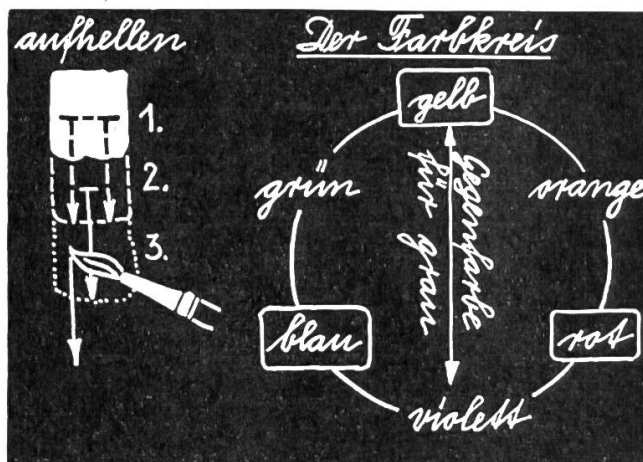 aufhellen
1.
2.
3.
Der Farbkreis
gelb
grün
orange
Gegenfarbe
für grau
blau
rot
violett